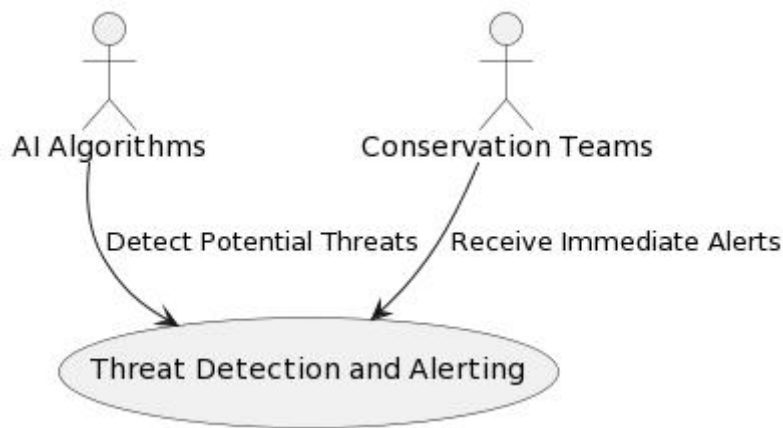 AI Algorithms
Conservation Teams
Detect Potential Threats
Receive Immediate Alerts
Threat Detection and Alerting